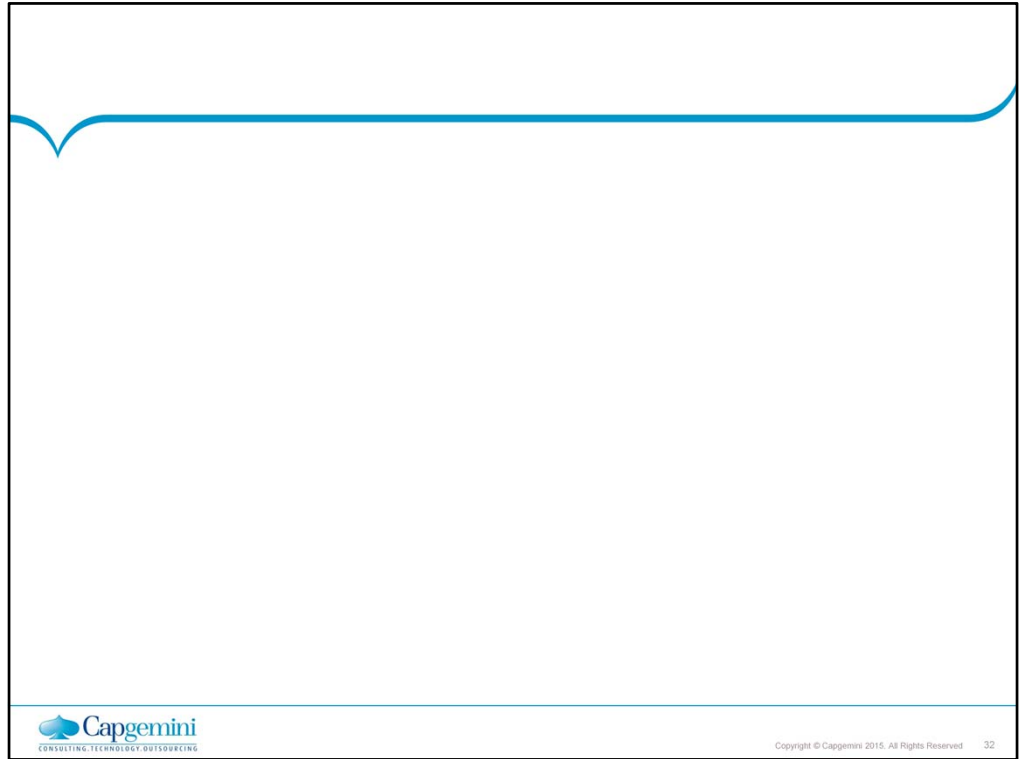 Capgemini
CONSULTING.TECHNOLOGY.OUTSOURCING
Copyright © Capgemini 2015. All Rights Reserved 32